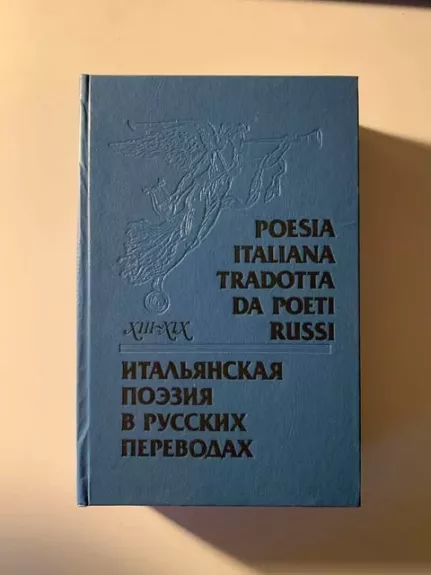 POESIA
ITALIANA
TRADOTTA
DA POETI
XIII-XIX RUSSI
ИТАЛЬЯНСКАЯ
ПОЭЗИЯ
В РУССКИХ
ПЕРЕВОДАХ